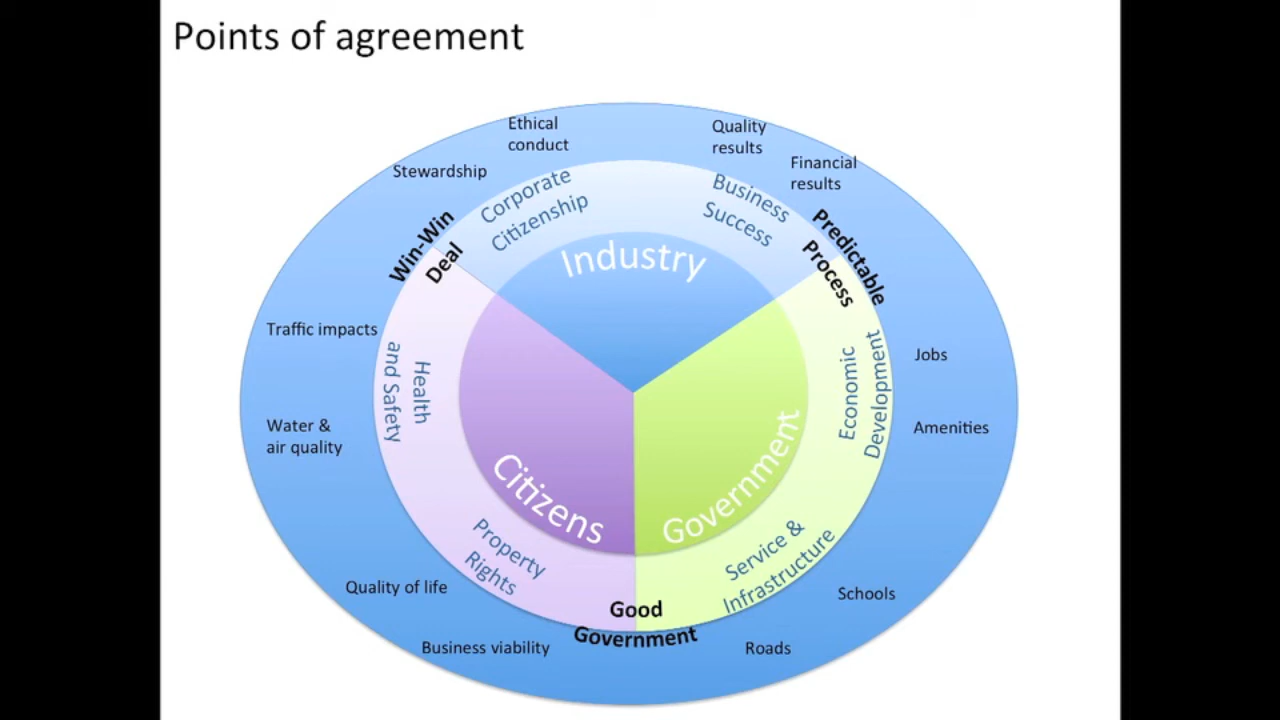 Points of agreement
Ethical
conduct
Quality
results
Stewardship
Financial
results
Corporate
Citizenship
Business
Success
Win-Win
Deal
Predictable
Process
Industry
Traffic impacts
Health
and Safety
Economic
Development
Jobs
Water &
air quality
Amenities
Citizens
Government
Property
Rights
Service &
Infrastructure
Quality of life
Schools
Good
Government
Business viability
Roads